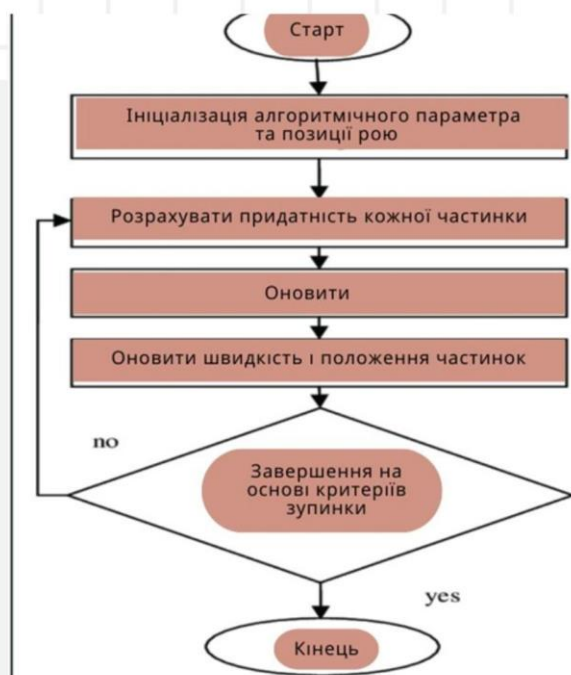 Старт
Ініціалізація алгоритмічного параметра
та позиції рою
Розрахувати придатність кожної частинки
Оновити
Оновити швидкість і положення частинок
no
Завершення на
основі критеріїв
зупинки
yes
Кінець